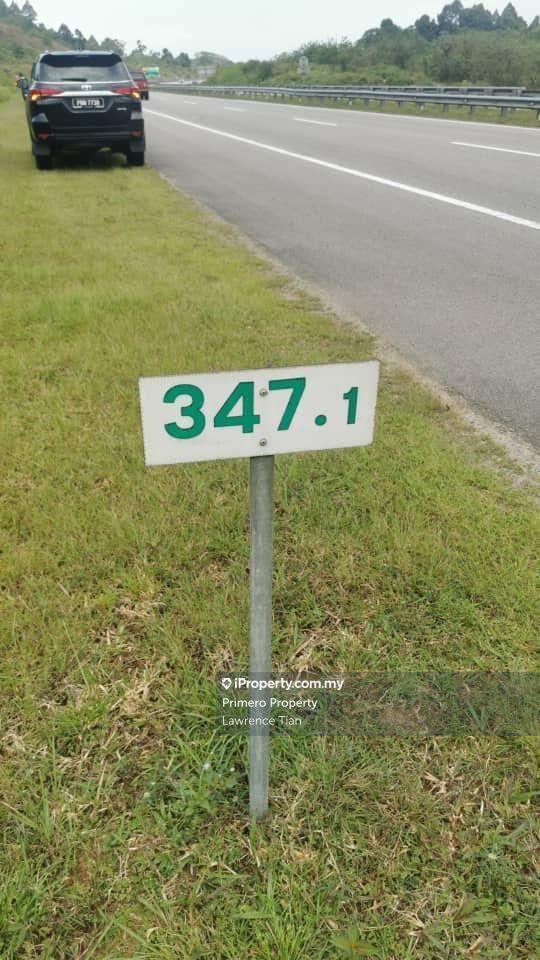 347.1
iProperty.com.my
Primero Property
Lawrence Tian